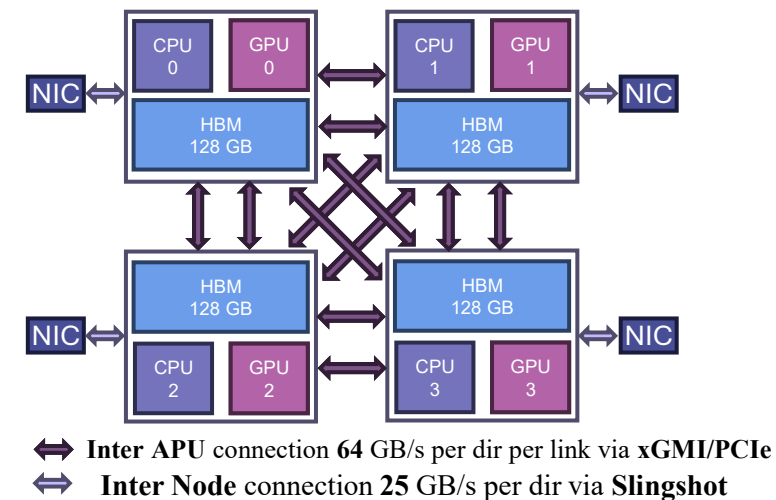 CPU
0
GPU
0
CPU
1
GPU
1
NIC
NIC
HBM
128 GB
HBM
128 GB
HBM
128 GB
HBM
128 GB
NIC
NIC
CPU
2
GPU
2
CPU
3
GPU
3
Inter APU connection 64 GB/s per dir per link via xGMI/PCIe
Inter Node connection 25 GB/s per dir via Slingshot